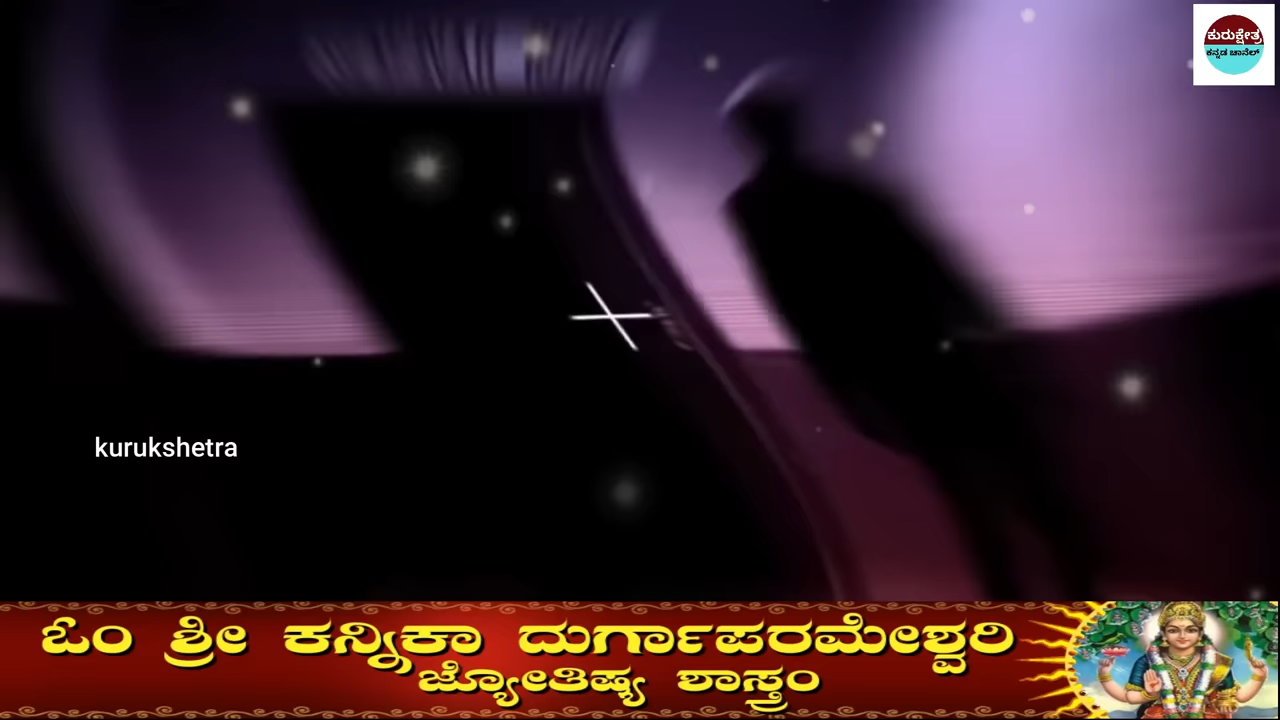 ಕುರುಕ್ಷೇತ್ರ
ಕನ್ನಡ ಚಾನೆಲ್
kurukshetra
ಓಂ ಶ್ರೀ ಕನ್ನಿಕಾ ದುರ್ಗಾಪರಮೇಶ್ವರಿ
ಜ್ಯೋತಿಷ್ಯ ಶಾಸ್ತ್ರಂ